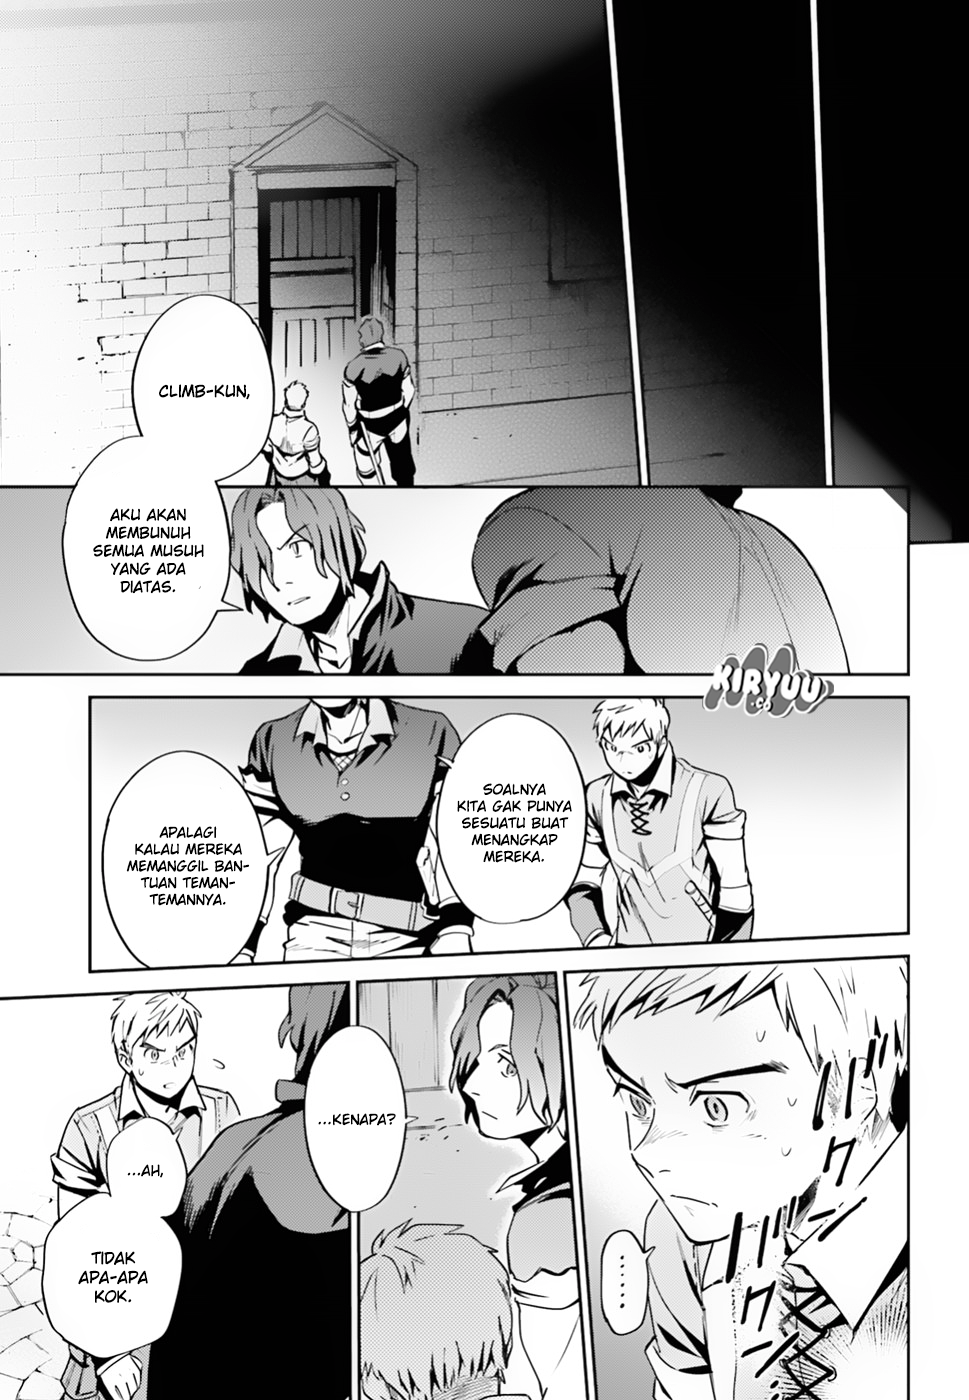 CLIMB-KUN,
AKU AKAN
MEMBUNUH
SEMUA MUSUH
YANG ADA
DIATAS.
KIRYUU
.co
SOALNYA
KITA GAK PUNYA
SESUATU BUAT
MENANGKAP
MEREKA.
APALAGI
KALAU MEREKA
MEMANGGIL BAN-
TUAN TEMAN-
TEMANNYA.
......
...KENAPA?
...AH,
TIDAK
APA-APA
KOK.